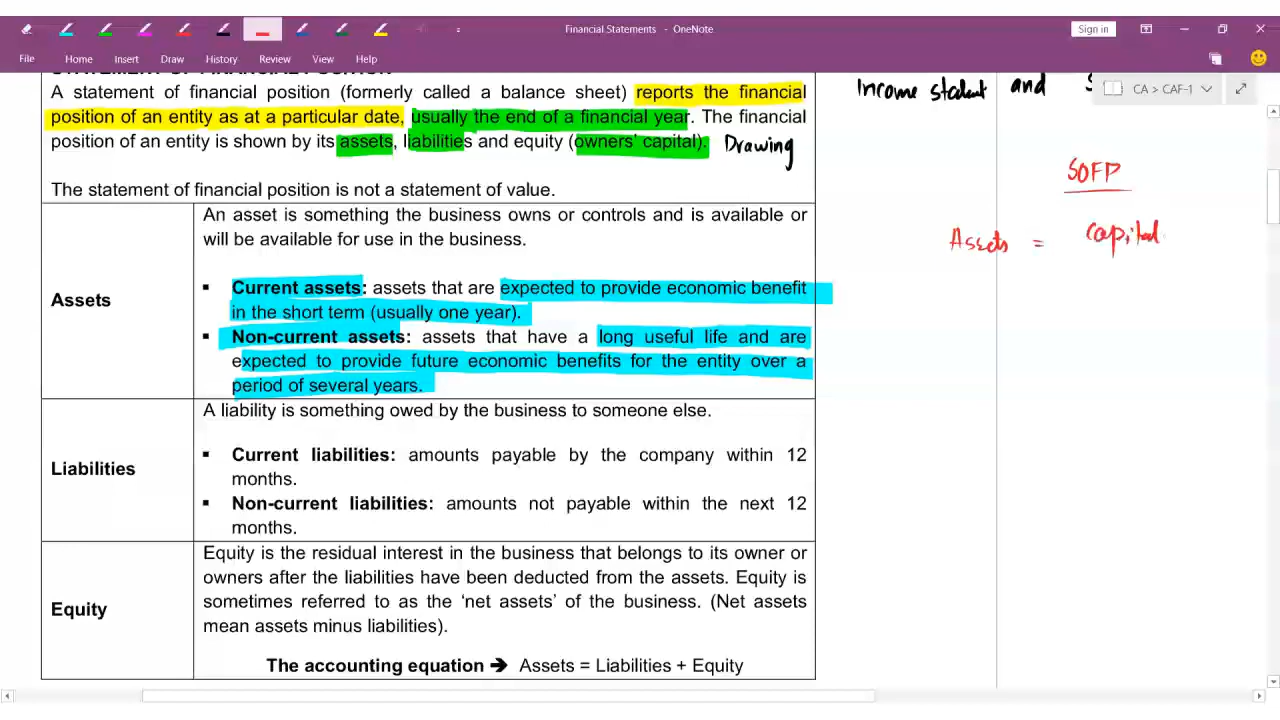 Financial Statements - OneNote
Sign in
File Home Insert Draw History Review View Help
STATEMENT OF FINANCIAL POSITION
A statement of financial position (formerly called a balance sheet) reports the financial
position of an entity as at a particular date, usually the end of a financial year. The financial
position of an entity is shown by its assets, liabilities and equity (owners' capital). Drawing
The statement of financial position is not a statement of value.
Assets
An asset is something the business owns or controls and is available or
will be available for use in the business.
▪ Current assets: assets that are expected to provide economic benefit
in the short term (usually one year).
▪ Non-current assets: assets that have a long useful life and are
expected to provide future economic benefits for the entity over a
period of several years.
Liabilities
A liability is something owed by the business to someone else.
▪ Current liabilities: amounts payable by the company within 12
months.
▪ Non-current liabilities: amounts not payable within the next 12
months.
Equity
Equity is the residual interest in the business that belongs to its owner or
owners after the liabilities have been deducted from the assets. Equity is
sometimes referred to as the 'net assets' of the business. (Net assets
mean assets minus liabilities).
The accounting equation ➔ Assets = Liabilities + Equity
Income and
CA > CAF-1
SOFP
Assets = Capital